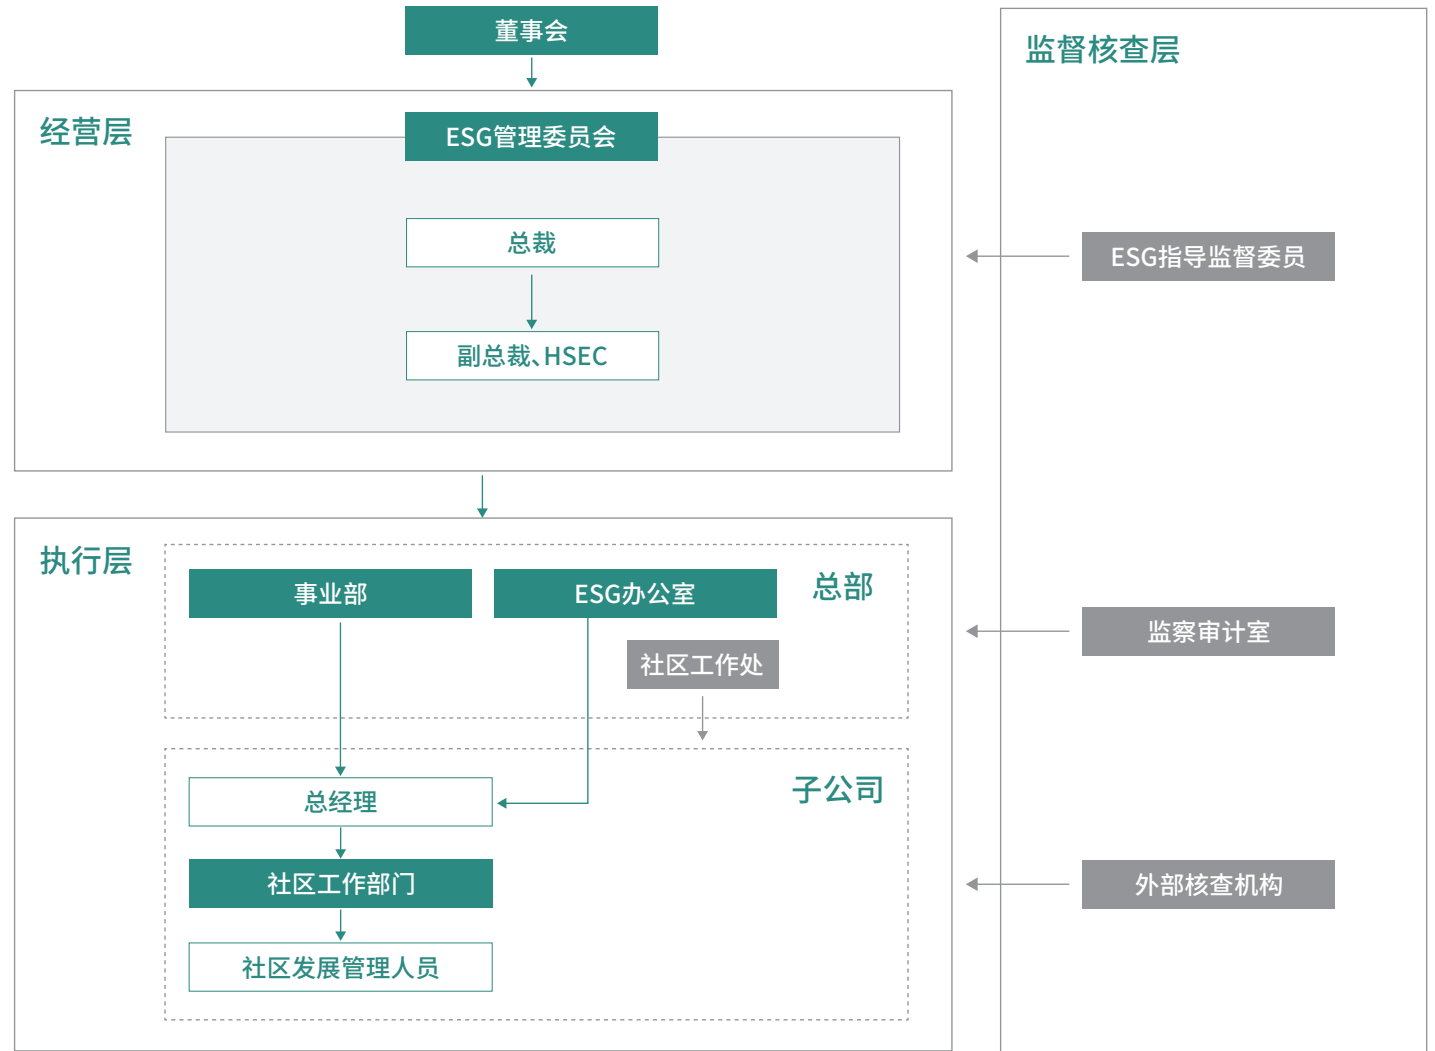 董事会
经营层
ESG管理委员会
总裁
副总裁、HSEC
执行层
总部
事业部
ESG办公室
社区工作处
子公司
总经理
社区工作部门
社区发展管理人员
监督核查层
ESG指导监督委员
监察审计室
外部核查机构